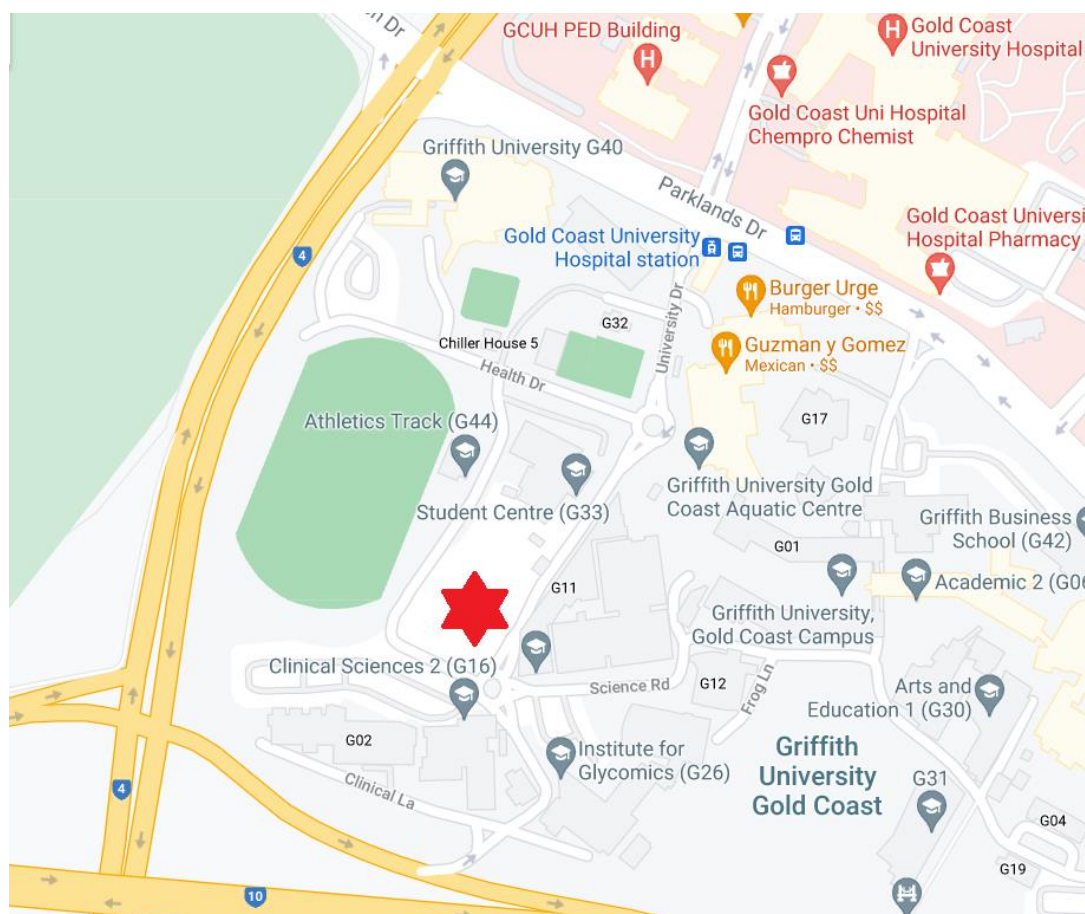 Gold Coast
University Hospital
GCUH PED Building
Dr
Gold Coast Uni Hospital
Chempro Chemist
Griffith University G40
Parklands Dr
Gold Coast Universi
Hospital Pharmacy
Gold Coast University
Hospital station
4
University Dr
Burger Urge
Hamburger • $$
G32
Chiller House 5
Guzman y Gomez
Mexican • $$
Health Dr
Athletics Track (G44)
G17
Griffith University Gold
Coast Aquatic Centre
Student Centre (G33)
Griffith Business
School (G42)
G01
Academic 2 (G06
G11
Griffith University,
Gold Coast Campus
Clinical Sciences 2 (G16)
Science Rd
G12
Frog Ln
Arts and
Education 1 (G30)
G02
Institute for
Glycomics (G26)
Griffith
University
Gold Coast
G31
Clinical La
4
G04
G19
10